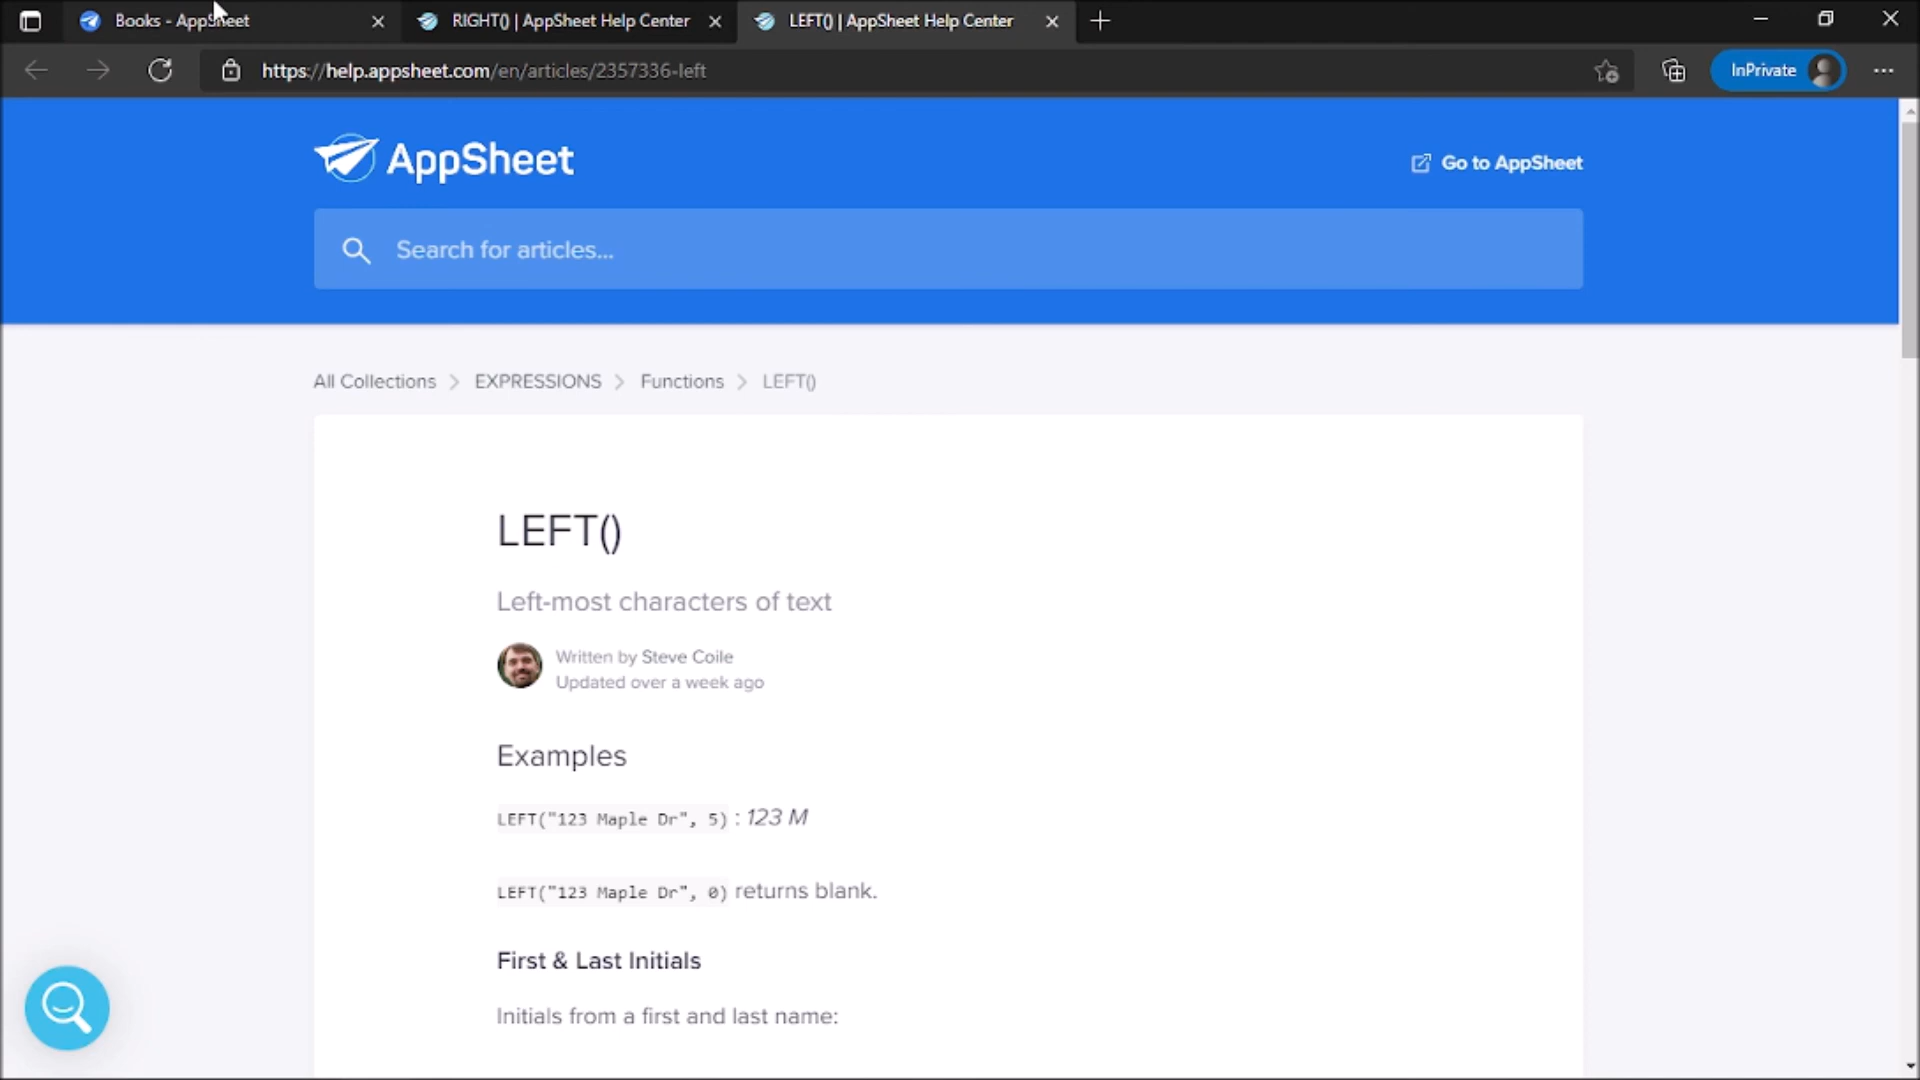 Books - AppSheet
RIGHT() | AppSheet Help Center
LEFT() | AppSheet Help Center
https://help.appsheet.com/en/articles/2357336-left
InPrivate
AppSheet
Go to AppSheet
Search for articles...
All Collections > EXPRESSIONS > Functions > LEFT()
LEFT()
Left-most characters of text
Written by Steve Coile
Updated over a week ago
Examples
LEFT("123 Maple Dr", 5) : 123 M
LEFT("123 Maple Dr", 0) returns blank.
First & Last Initials
Initials from a first and last name: